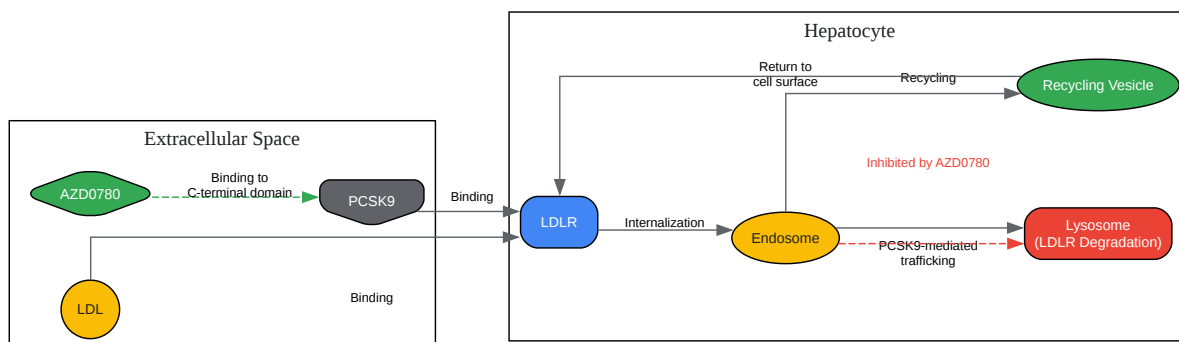 Hepatocyte
Return to
cell surface
Recycling
Recycling Vesicle
Extracellular Space
Inhibited by AZD0780
Binding to
C-terminal domain
AZD0780
PCSK9
Binding
LDLR
Internalization
Endosome
Lysosome
(LDLR Degradation)
PCSK9-mediated
trafficking
LDL
Binding